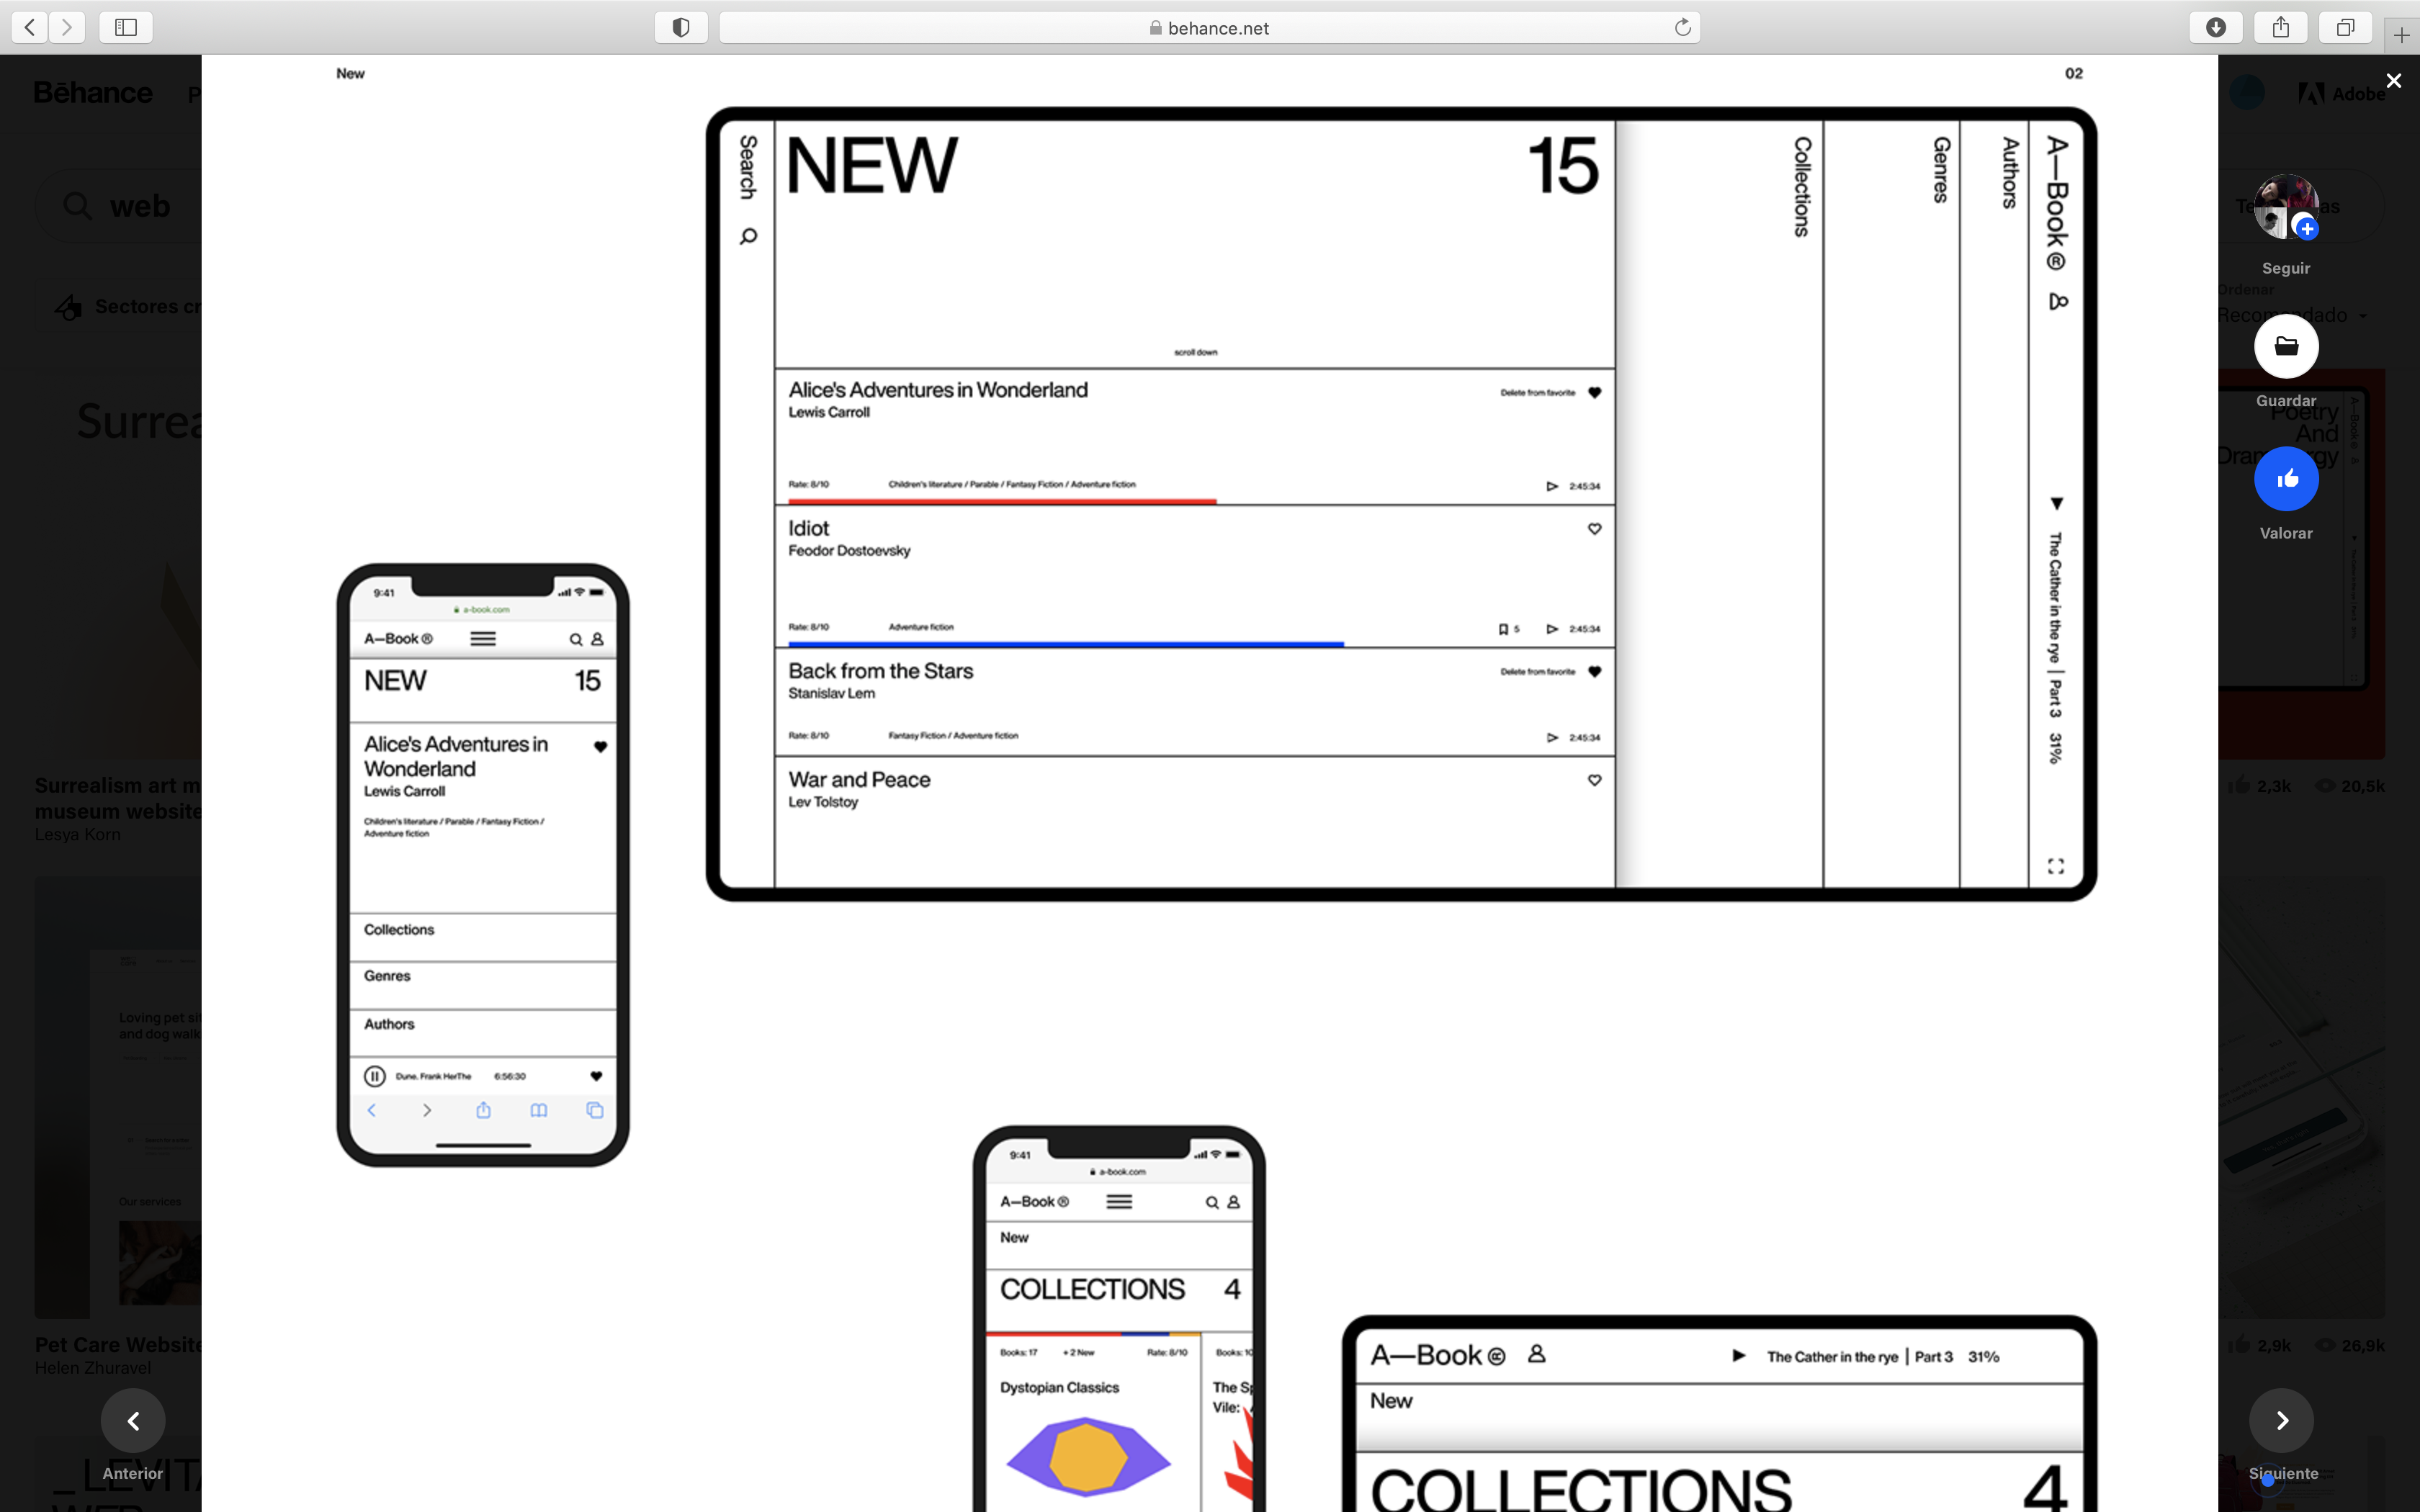 behance.net
Bēhance
P
Adobe
web
Sectores cr
Surrea
Surrealism art m
museum website
Lesya Korn
Loving pet si
and dog walk
Our services
Pet Care Website
Helen Zhuravel
Anterior
_ LEVITA
WEB
New
02
Search
NEW
15
scroll down
Alice's Adventures in Wonderland
Lewis Carroll
Delete from favorite
Rate: 8/10
Children's literature / Parable / Fantasy Fiction / Adventure fiction
2:45:34
Idiot
Feodor Dostoevsky
Rate: 8/10
Adventure fiction
5
2:45:34
Back from the Stars
Stanislav Lem
Delete from favorite
Rate: 8/10
Fantasy Fiction / Adventure fiction
2:45:34
War and Peace
Lev Tolstoy
Collections
Genres
Authors
A—Book®
The Cather in the rye | Part 3 31%
9:41
a-book.com
A—Book®
NEW
15
Alice's Adventures in
Wonderland
Lewis Carroll
Children's literature / Parable / Fantasy Fiction /
Adventure fiction
Collections
Genres
Authors
Dune. Frank HerThe
6:56:30
9:41
a-book.com
A—Book®
New
COLLECTIONS
4
Books: 17
+ 2 New
Rate: 8/10
Books: 10
Dystopian Classics
The Sp
Vile:
A—Book®
The Cather in the rye | Part 3 31%
New
COLLECTIONS
4
Seguir
Ordenar
Recomendado
Guardar
Poetry
And
Valorar
2,3k
20,5k
2,9k
26,9k
Siguiente